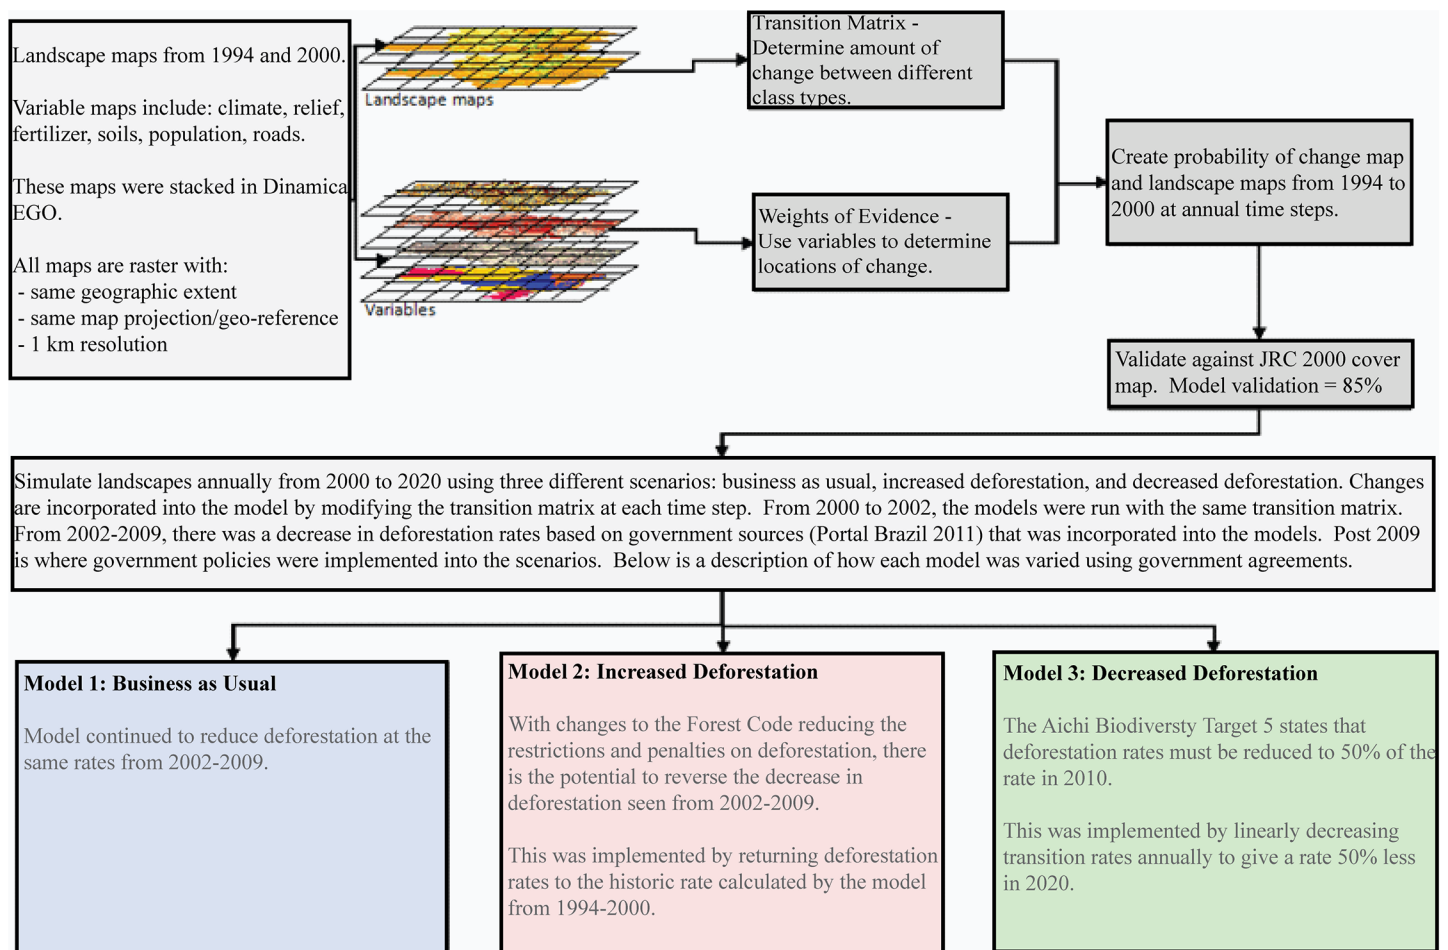 Landscape maps from 1994 and 2000.
Variable maps include: climate, relief,
fertilizer, soils, population, roads.
These maps were stacked in Dinamica
EGO.
All maps are raster with:
- same geographic extent
- same map projection/geo-reference
- 1 km resolution
Landscape maps
Variables
Transition Matrix -
Determine amount of
change between different
class types.
Weights of Evidence -
Use variables to determine
locations of change.
Create probability of change map
and landscape maps from 1994 to
2000 at annual time steps.
Validate against JRC 2000 cover
map. Model validation = 85%
Simulate landscapes annually from 2000 to 2020 using three different scenarios: business as usual, increased deforestation, and decreased deforestation. Changes
are incorporated into the model by modifying the transition matrix at each time step. From 2000 to 2002, the models were run with the same transition matrix.
From 2002-2009, there was a decrease in deforestation rates based on government sources (Portal Brazil 2011) that was incorporated into the models. Post 2009
is where government policies were implemented into the scenarios. Below is a description of how each model was varied using government agreements.
Model 1: Business as Usual
Model continued to reduce deforestation at the
same rates from 2002-2009.
Model 2: Increased Deforestation
With changes to the Forest Code reducing the
restrictions and penalties on deforestation, there
is the potential to reverse the decrease in
deforestation seen from 2002-2009.
This was implemented by returning deforestation
rates to the historic rate calculated by the model
from 1994-2000.
Model 3: Decreased Deforestation
The Aichi Biodiversty Target 5 states that
deforestation rates must be reduced to 50% of the
rate in 2010.
This was implemented by linearly decreasing
transition rates annually to give a rate 50% less
in 2020.